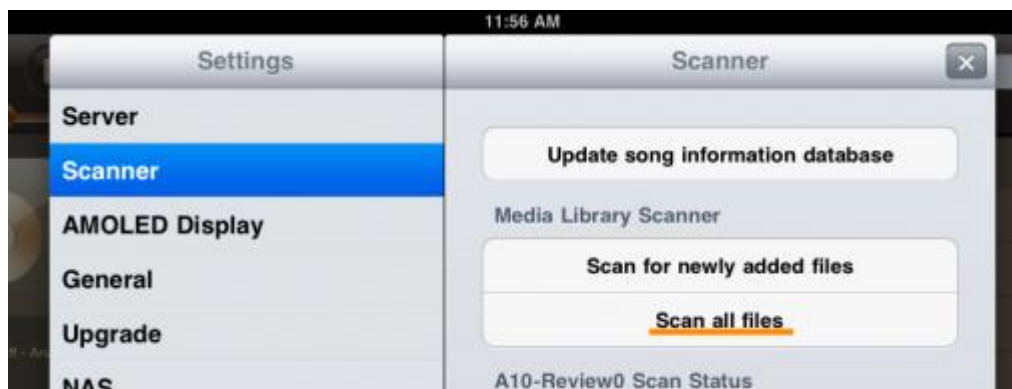 11:56 AM
Settings
Scanner
Server
Scanner
AMOLED Display
General
Upgrade
NAS
Update song information database
Media Library Scanner
Scan for newly added files
Scan all files
A10-Review0 Scan Status